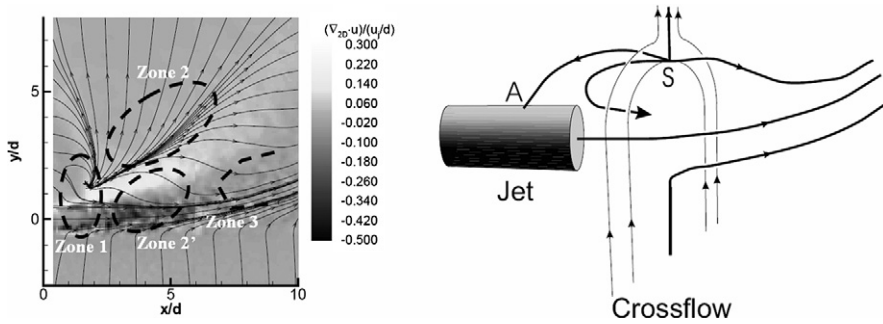 (∇2D·u)/(uj/d)
0.300
0.220
0.140
0.060
-0.020
-0.100
-0.180
-0.260
-0.340
-0.420
-0.500
Zone 2
Zone 3
Zone 2'
Zone 1
y/d
5
0
0
5
10
x/d
A
S
Jet
Crossflow